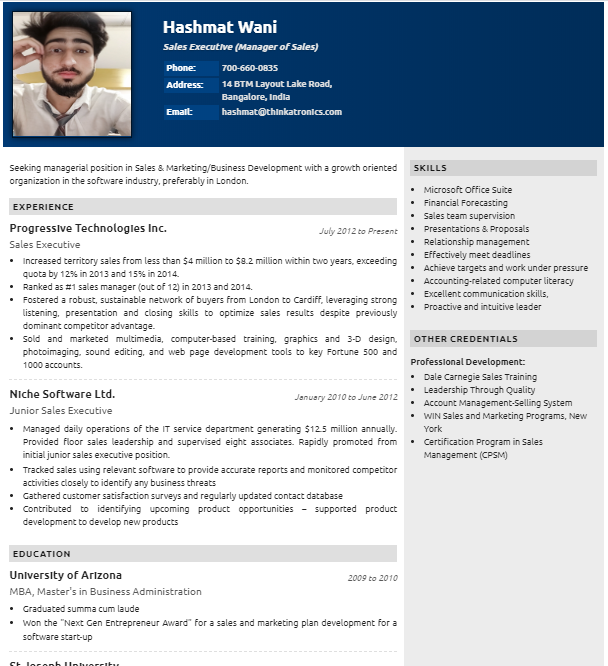 Hashmat Wani
Sales Executive (Manager of Sales)
Phone: 700-660-0835
Address: 14 BTM Layout Lake Road,
Bangalore, India
Email: hashmat@thinkatronics.com
Seeking managerial position in Sales & Marketing/Business Development with a growth oriented
organization in the software industry, preferably in London.
EXPERIENCE
Progressive Technologies Inc. July 2012 to Present
Sales Executive
• Increased territory sales from less than $4 million to $8.2 million within two years, exceeding
quota by 12% in 2013 and 15% in 2014.
• Ranked as #1 sales manager (out of 12) in 2013 and 2014.
• Fostered a robust, sustainable network of buyers from London to Cardiff, leveraging strong
listening, presentation and closing skills to optimize sales results despite previously
dominant competitor advantage.
• Sold and marketed multimedia, computer-based training, graphics and 3-D design,
photoimaging, sound editing, and web page development tools to key Fortune 500 and
1000 accounts.
Niche Software Ltd. January 2010 to June 2012
Junior Sales Executive
• Managed daily operations of the IT service department generating $12.5 million annually.
Provided floor sales leadership and supervised eight associates. Rapidly promoted from
initial junior sales executive position.
• Tracked sales using relevant software to provide accurate reports and monitored competitor
activities closely to identify any business threats
• Gathered customer satisfaction surveys and regularly updated contact database
• Contributed to identifying upcoming product opportunities – supported product
development to develop new products
EDUCATION
University of Arizona 2009 to 2010
MBA, Master's in Business Administration
• Graduated summa cum laude
• Won the "Next Gen Entrepreneur Award" for a sales and marketing plan development for a
software start-up
St. Joseph University
SKILLS
• Microsoft Office Suite
• Financial Forecasting
• Sales team supervision
• Presentations & Proposals
• Relationship management
• Effectively meet deadlines
• Achieve targets and work under pressure
• Accounting-related computer literacy
• Excellent communication skills,
• Proactive and intuitive leader
OTHER CREDENTIALS
Professional Development:
• Dale Carnegie Sales Training
• Leadership Through Quality
• Account Management-Selling System
• WIN Sales and Marketing Programs, New
York
• Certification Program in Sales
Management (CPSM)